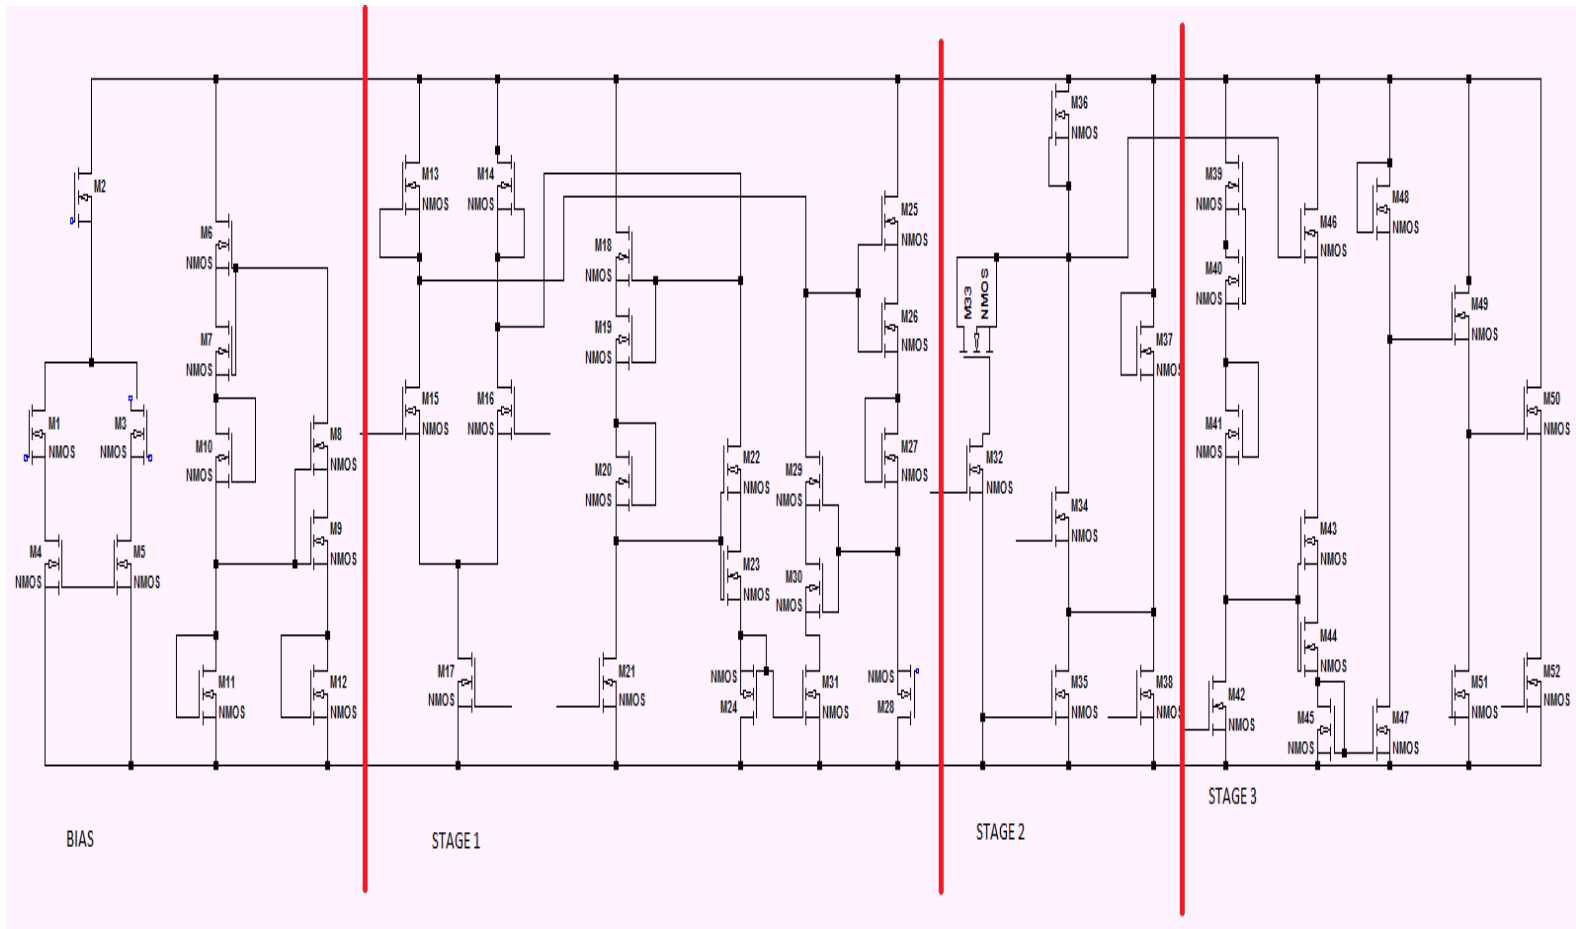 M36
NMOS
M2
M13
NMOS
M14
NMOS
M39
NMOS
M48
NMOS
M25
NMOS
M46
NMOS
M6
NMOS
M18
NMOS
M40
NMOS
M33
NMOS
M49
NMOS
M26
NMOS
M19
NMOS
M7
NMOS
M37
NMOS
M15
NMOS
M16
NMOS
M50
NMOS
M1
NMOS
M3
NMOS
M8
NMOS
M10
NMOS
M41
NMOS
M27
NMOS
M22
NMOS
M32
NMOS
M20
NMOS
M29
NMOS
M34
NMOS
M9
NMOS
M43
NMOS
M4
NMOS
M5
NMOS
M23
NMOS
M30
NMOS
M44
NMOS
M17
NMOS
M21
NMOS
NMOS
M24
M31
NMOS
NMOS
M28
M11
NMOS
M12
NMOS
M35
NMOS
M38
NMOS
M42
NMOS
M51
NMOS
M52
NMOS
M45
NMOS
M47
NMOS
BIAS
STAGE 1
STAGE 2
STAGE 3